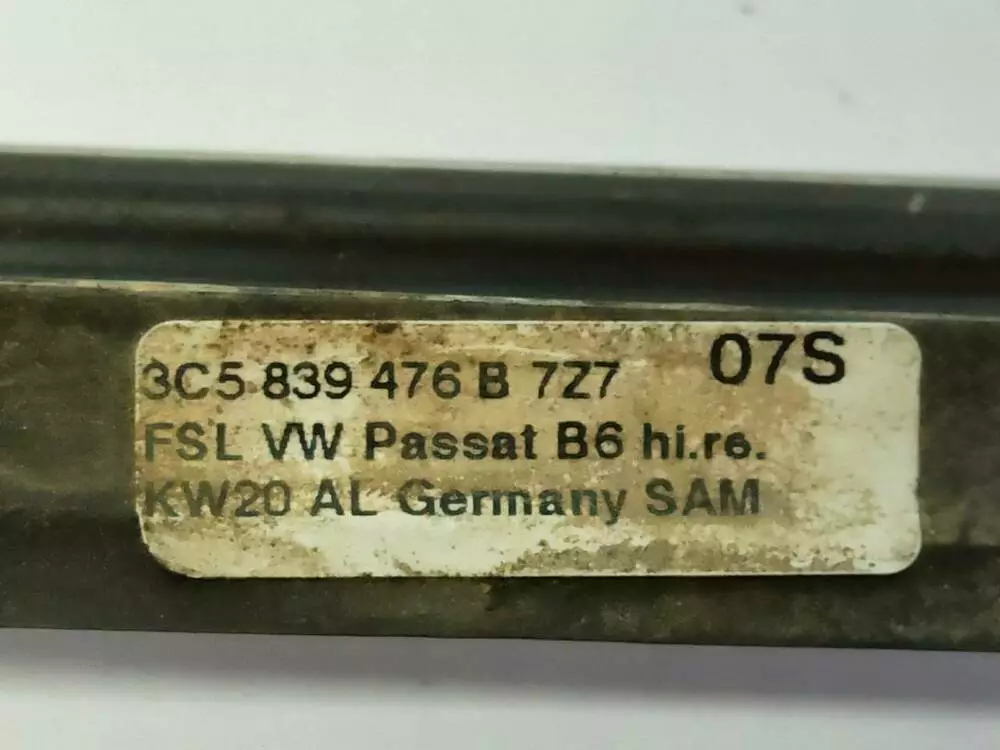 3C5 839 476 B 7Z7 07S
FSL VW Passat B6 hi.re.
KW20 AL Germany SAM